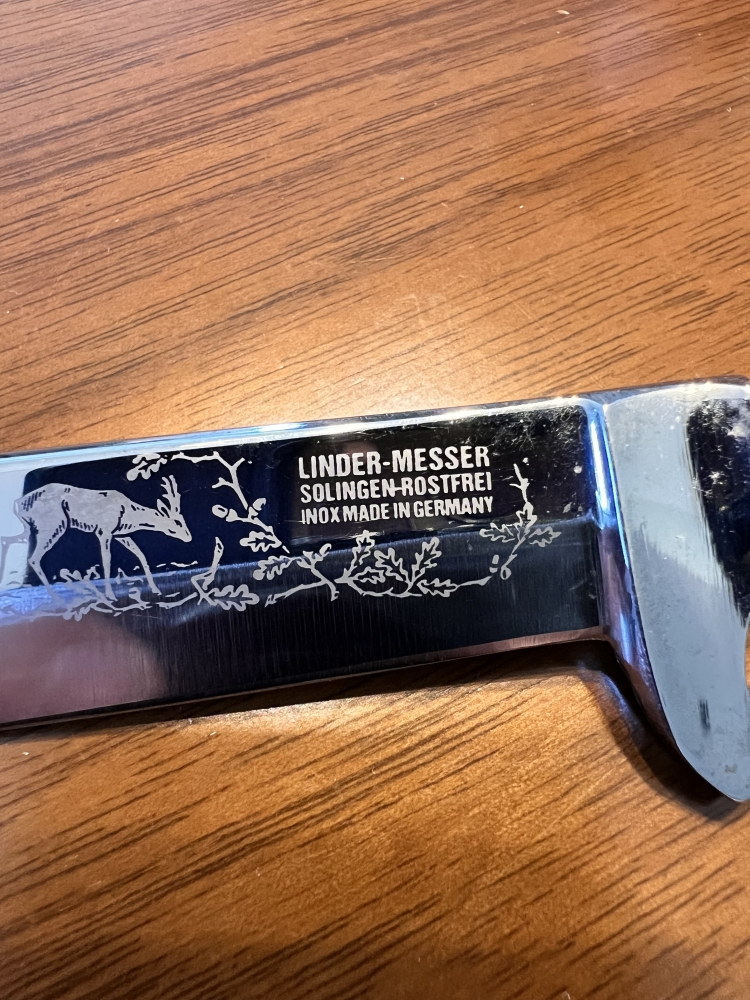 LINDER-MESSER
SOLINGEN-ROSTFREI
INOX MADE IN GERMANY